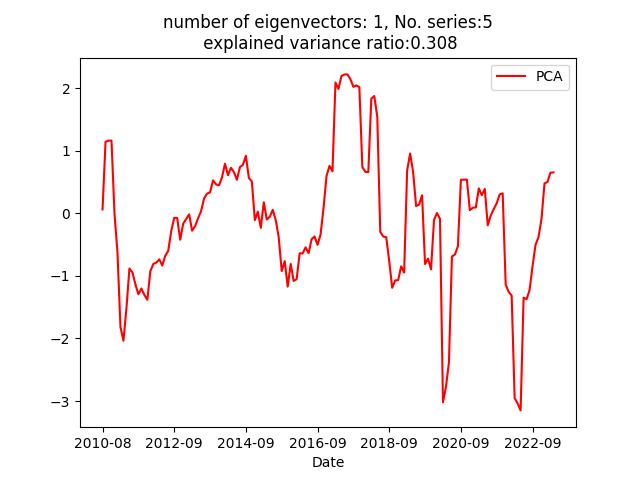 number of eigenvectors: 1, No. series:5
explained variance ratio:0.308
PCA
2
1
0
−1
−2
−3
2010-08 2012-09 2014-09 2016-09 2018-09 2020-09 2022-09
Date